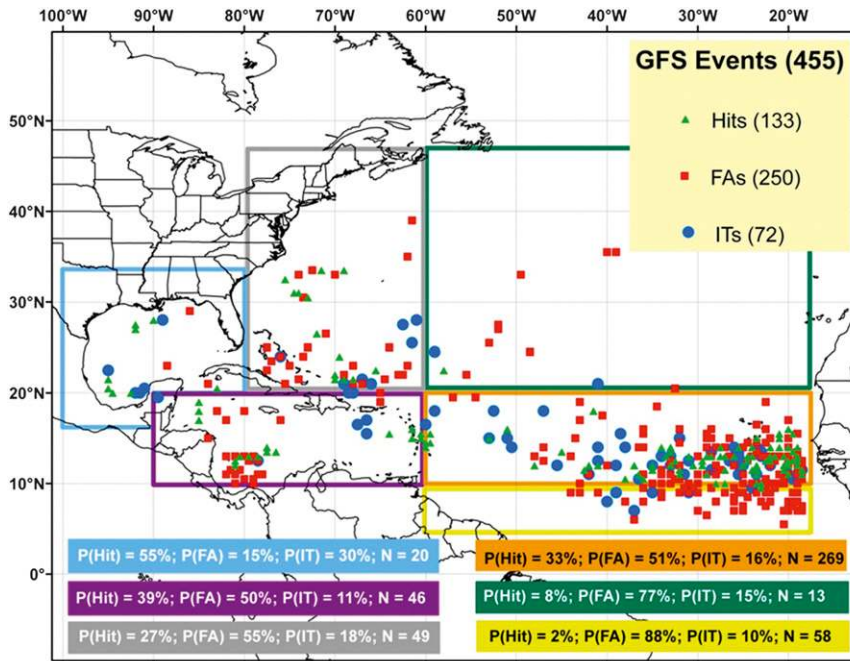 100°W 90°W 80°W 70°W 60°W 50°W 40°W 30°W 20°W
GFS Events (455)
Hits (133)
FAs (250)
ITs (72)
50°N
40°N
30°N
20°N
10°N
0°
P(Hit) = 55%; P(FA) = 15%; P(IT) = 30%; N = 20
P(Hit) = 33%; P(FA) = 51%; P(IT) = 16%; N = 269
P(Hit) = 39%; P(FA) = 50%; P(IT) = 11%; N = 46
P(Hit) = 8%; P(FA) = 77%; P(IT) = 15%; N = 13
P(Hit) = 27%; P(FA) = 55%; P(IT) = 18%; N = 49
P(Hit) = 2%; P(FA) = 88%; P(IT) = 10%; N = 58